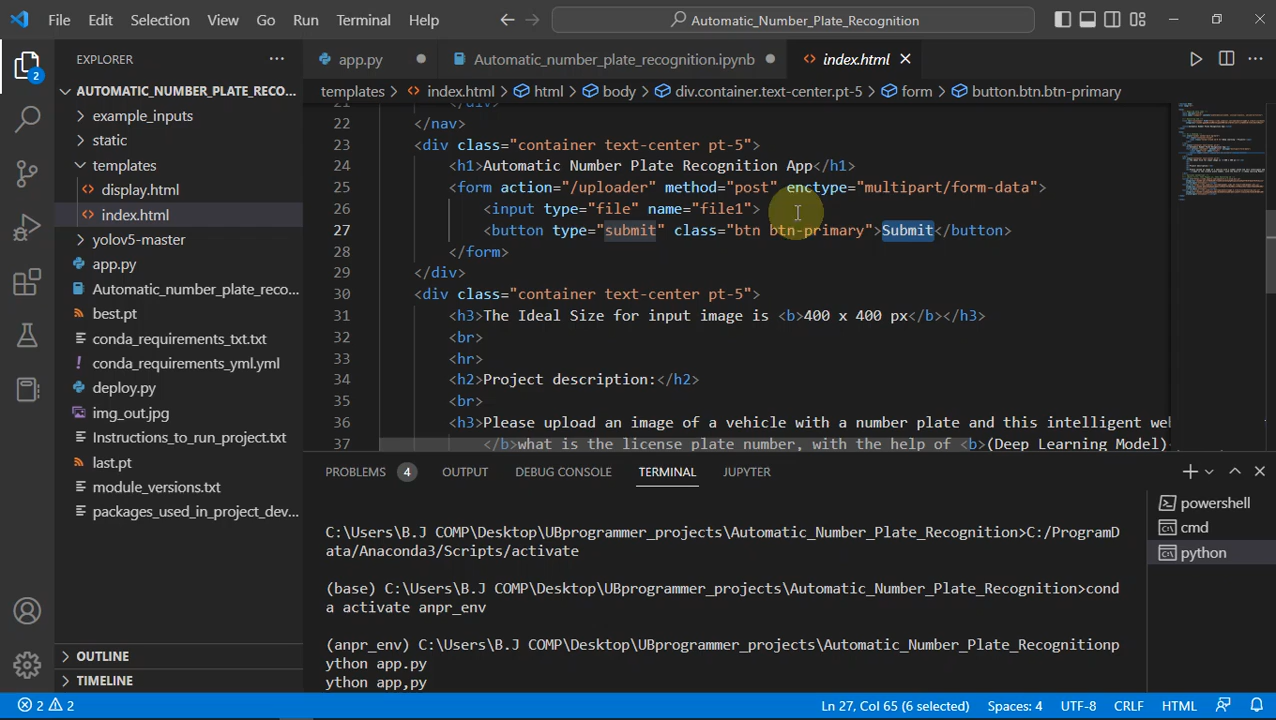 File Edit Selection View Go Run Terminal Help
Automatic_Number_Plate_Recognition
EXPLORER
2
AUTOMATIC_NUMBER_PLATE_RECO...
example_inputs
static
templates
display.html
index.html
yolov5-master
app.py
Automatic_number_plate_reco...
best.pt
conda_requirements_txt.txt
conda_requirements_yml.yml
deploy.py
img_out.jpg
Instructions_to_run_project.txt
last.pt
module_versions.txt
packages_used_in_project_dev...
OUTLINE
TIMELINE
app.py Automatic_number_plate_recognition.ipynb index.html
templates > index.html > html > body > div.container.text-center.pt-5 > form > button.btn.btn-primary
21 </div>
22 </nav>
23 <div class="container text-center pt-5">
24 <h1>Automatic Number Plate Recognition App</h1>
25 <form action="/uploader" method="post" enctype="multipart/form-data">
26 <input type="file" name="file1">
27 <button type="submit" class="btn btn-primary">Submit</button>
28 </form>
29 </div>
30 <div class="container text-center pt-5">
31 <h3>The Ideal Size for input image is <b>400 x 400 px</b></h3>
32 <br>
33 <hr>
34 <h2>Project description:</h2>
35 <br>
36 <h3>Please upload an image of a vehicle with a number plate and this intelligent we
37 </b>what is the license plate number, with the help of <b>(Deep Learning Model)
PROBLEMS 4 OUTPUT DEBUG CONSOLE TERMINAL JUPYTER
C:\Users\B.J COMP\Desktop\UBprogrammer_projects\Automatic_Number_Plate_Recognition>C:/ProgramD
ata/Anaconda3/Scripts/activate
(base) C:\Users\B.J COMP\Desktop\UBprogrammer_projects\Automatic_Number_Plate_Recognition>cond
a activate anpr_env
(anpr_env) C:\Users\B.J COMP\Desktop\UBprogrammer_projects\Automatic_Number_Plate_Recognitionp
ython app.py
ython app,py
powershell
cmd
python
2 2 Ln 27, Col 65 (6 selected) Spaces: 4 UTF-8 CRLF HTML